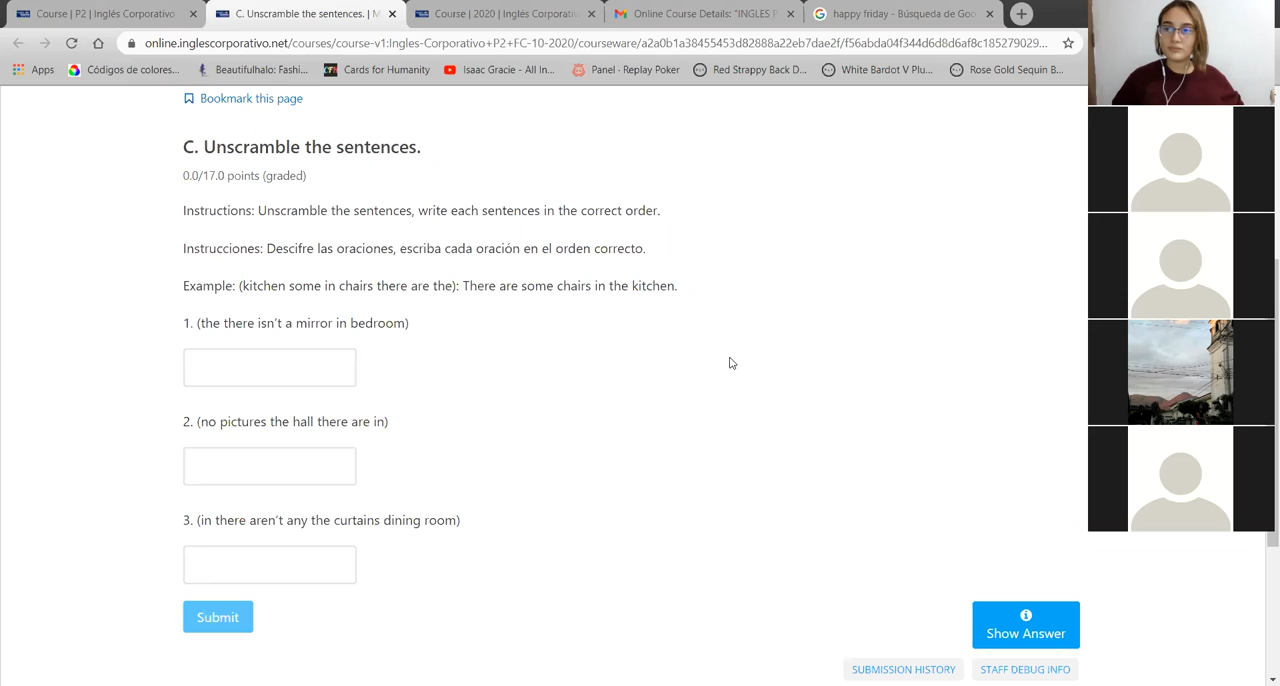 Course | P2 | Inglés Corporativo
C. Unscramble the sentences. | M
Course | 2020 | Inglés Corporativ
Online Course Details: "INGLES P
happy friday - Búsqueda de Goo
online.inglescorporativo.net/courses/course-v1:Ingles-Corporativo+P2+FC-10-2020/courseware/a2a0b1a38455453d82888a22eb7dae2f/f56abda04f344d6d8d6af8c185279029...
Apps
Códigos de colores...
Beautifulhalo: Fashi...
Cards for Humanity
Isaac Gracie - All In...
Panel · Replay Poker
Red Strappy Back D...
White Bardot V Plu...
Rose Gold Sequin B...
Bookmark this page
C. Unscramble the sentences.
0.0/17.0 points (graded)
Instructions: Unscramble the sentences, write each sentences in the correct order.
Instrucciones: Descifre las oraciones, escriba cada oración en el orden correcto.
Example: (kitchen some in chairs there are the): There are some chairs in the kitchen.
1. (the there isn't a mirror in bedroom)
2. (no pictures the hall there are in)
3. (in there aren't any the curtains dining room)
Submit
Show Answer
SUBMISSION HISTORY
STAFF DEBUG INFO